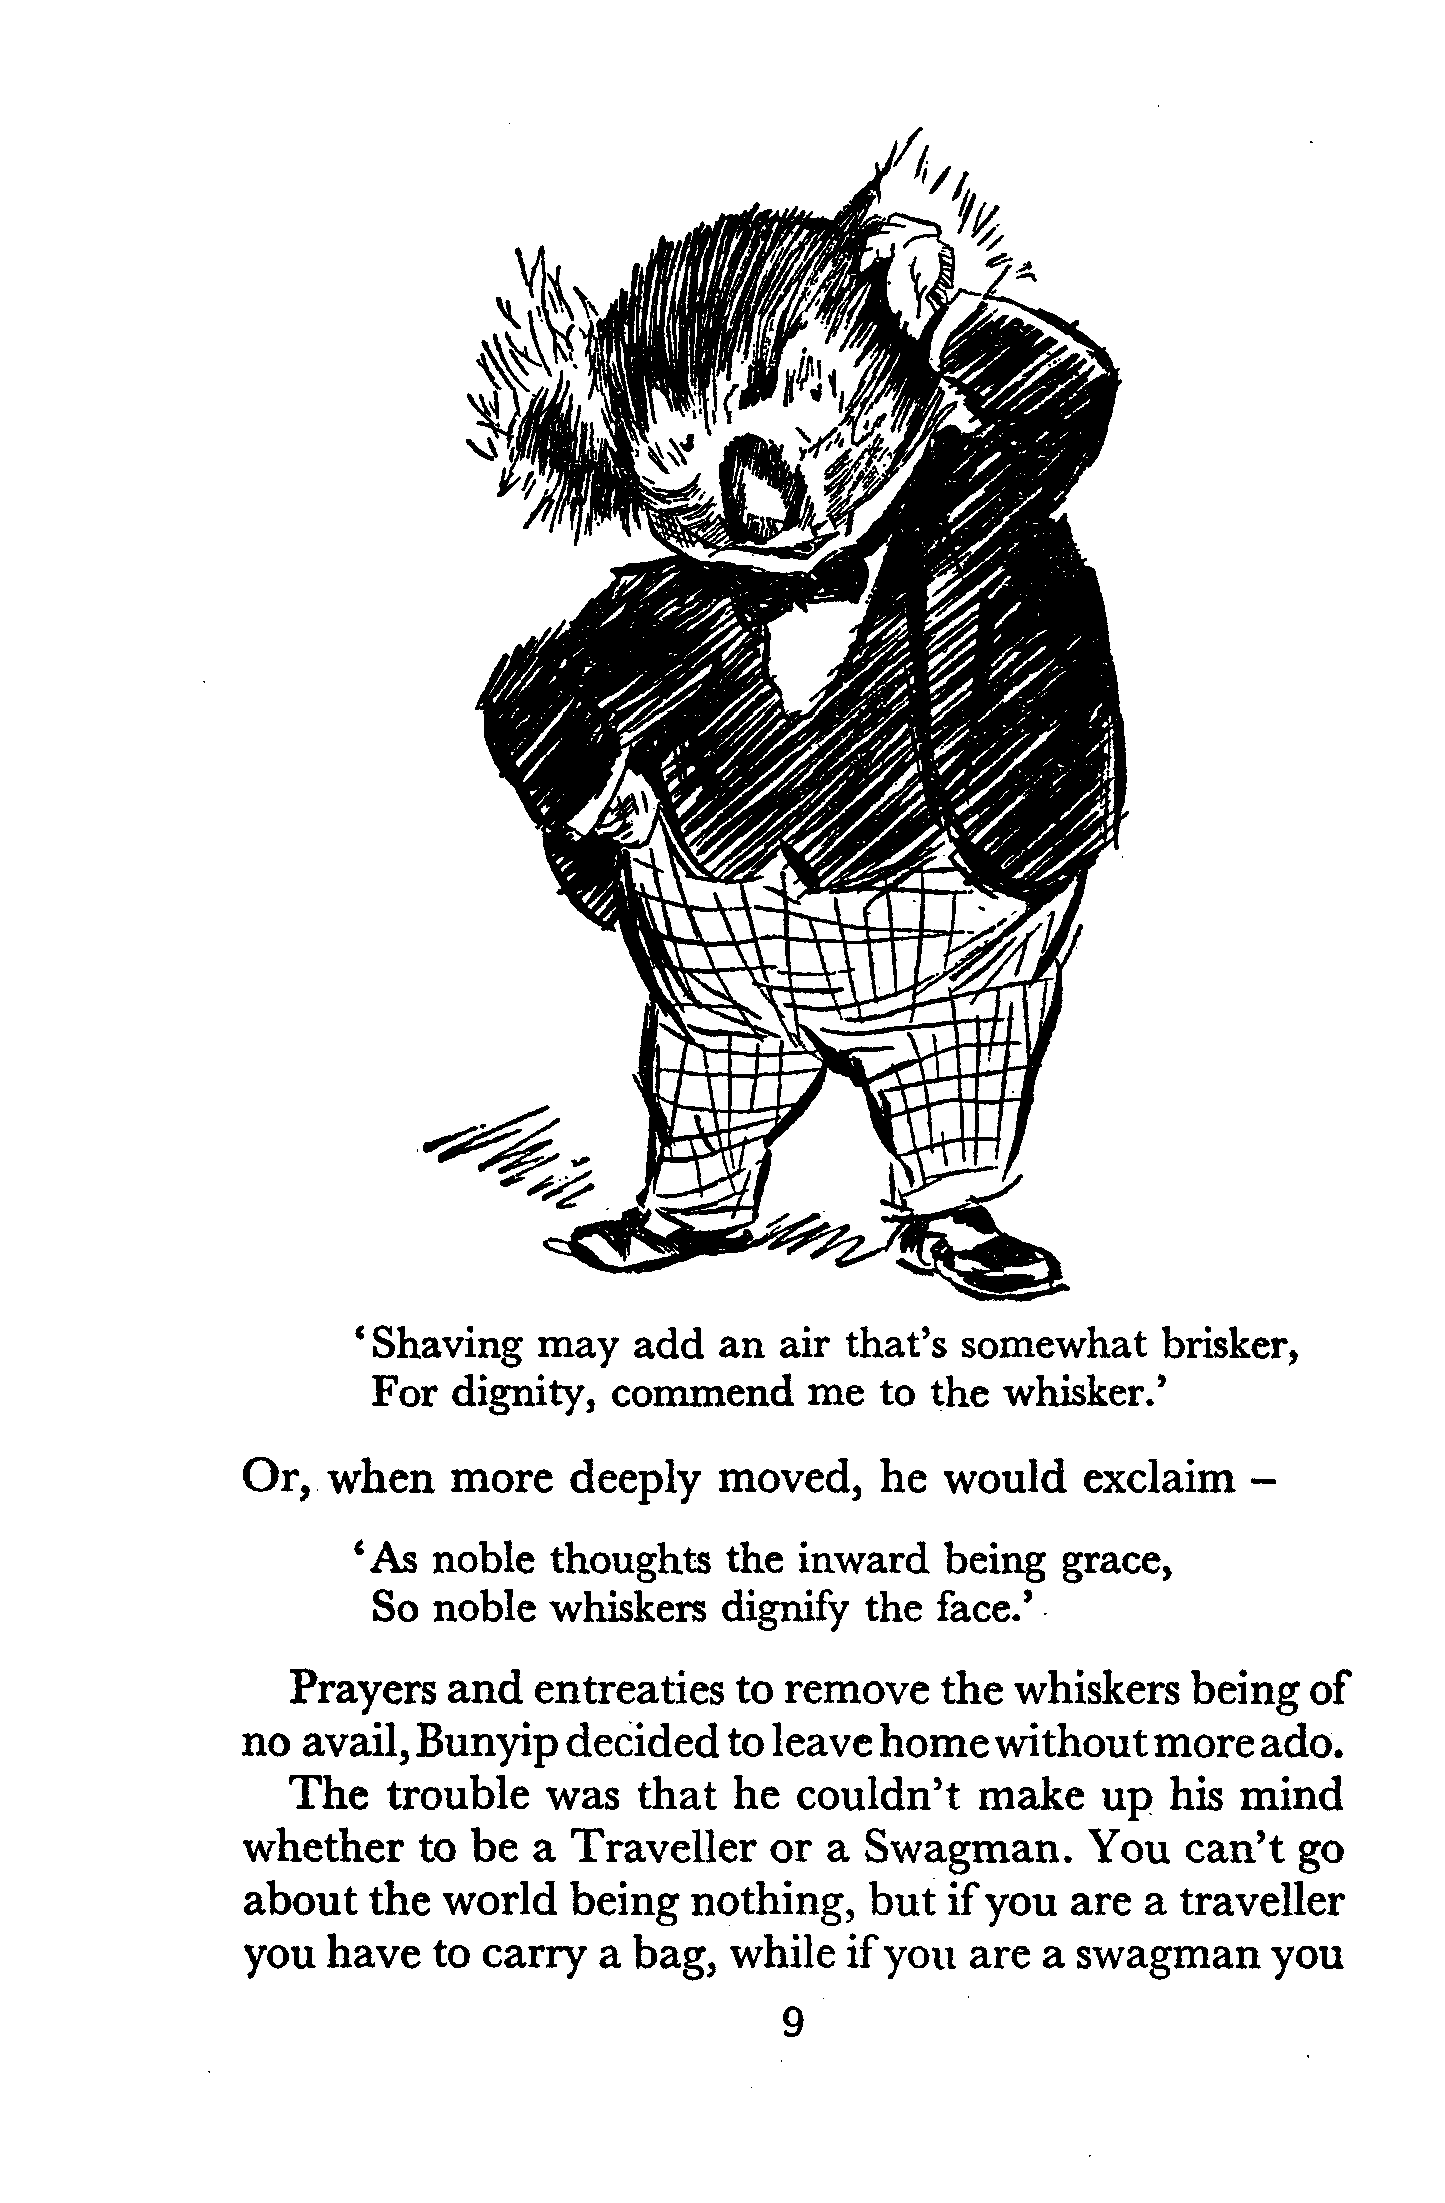 ‘Shaving may add an air that’s somewhat brisker,
For dignity, commend me to the whisker.’
Or, when more deeply moved, he would exclaim –
‘As noble thoughts the inward being grace,
So noble whiskers dignify the face.’
Prayers and entreaties to remove the whiskers being of
no avail, Bunyip decided to leave home without more ado.
The trouble was that he couldn’t make up his mind
whether to be a Traveller or a Swagman. You can’t go
about the world being nothing, but if you are a traveller
you have to carry a bag, while if you are a swagman you
9